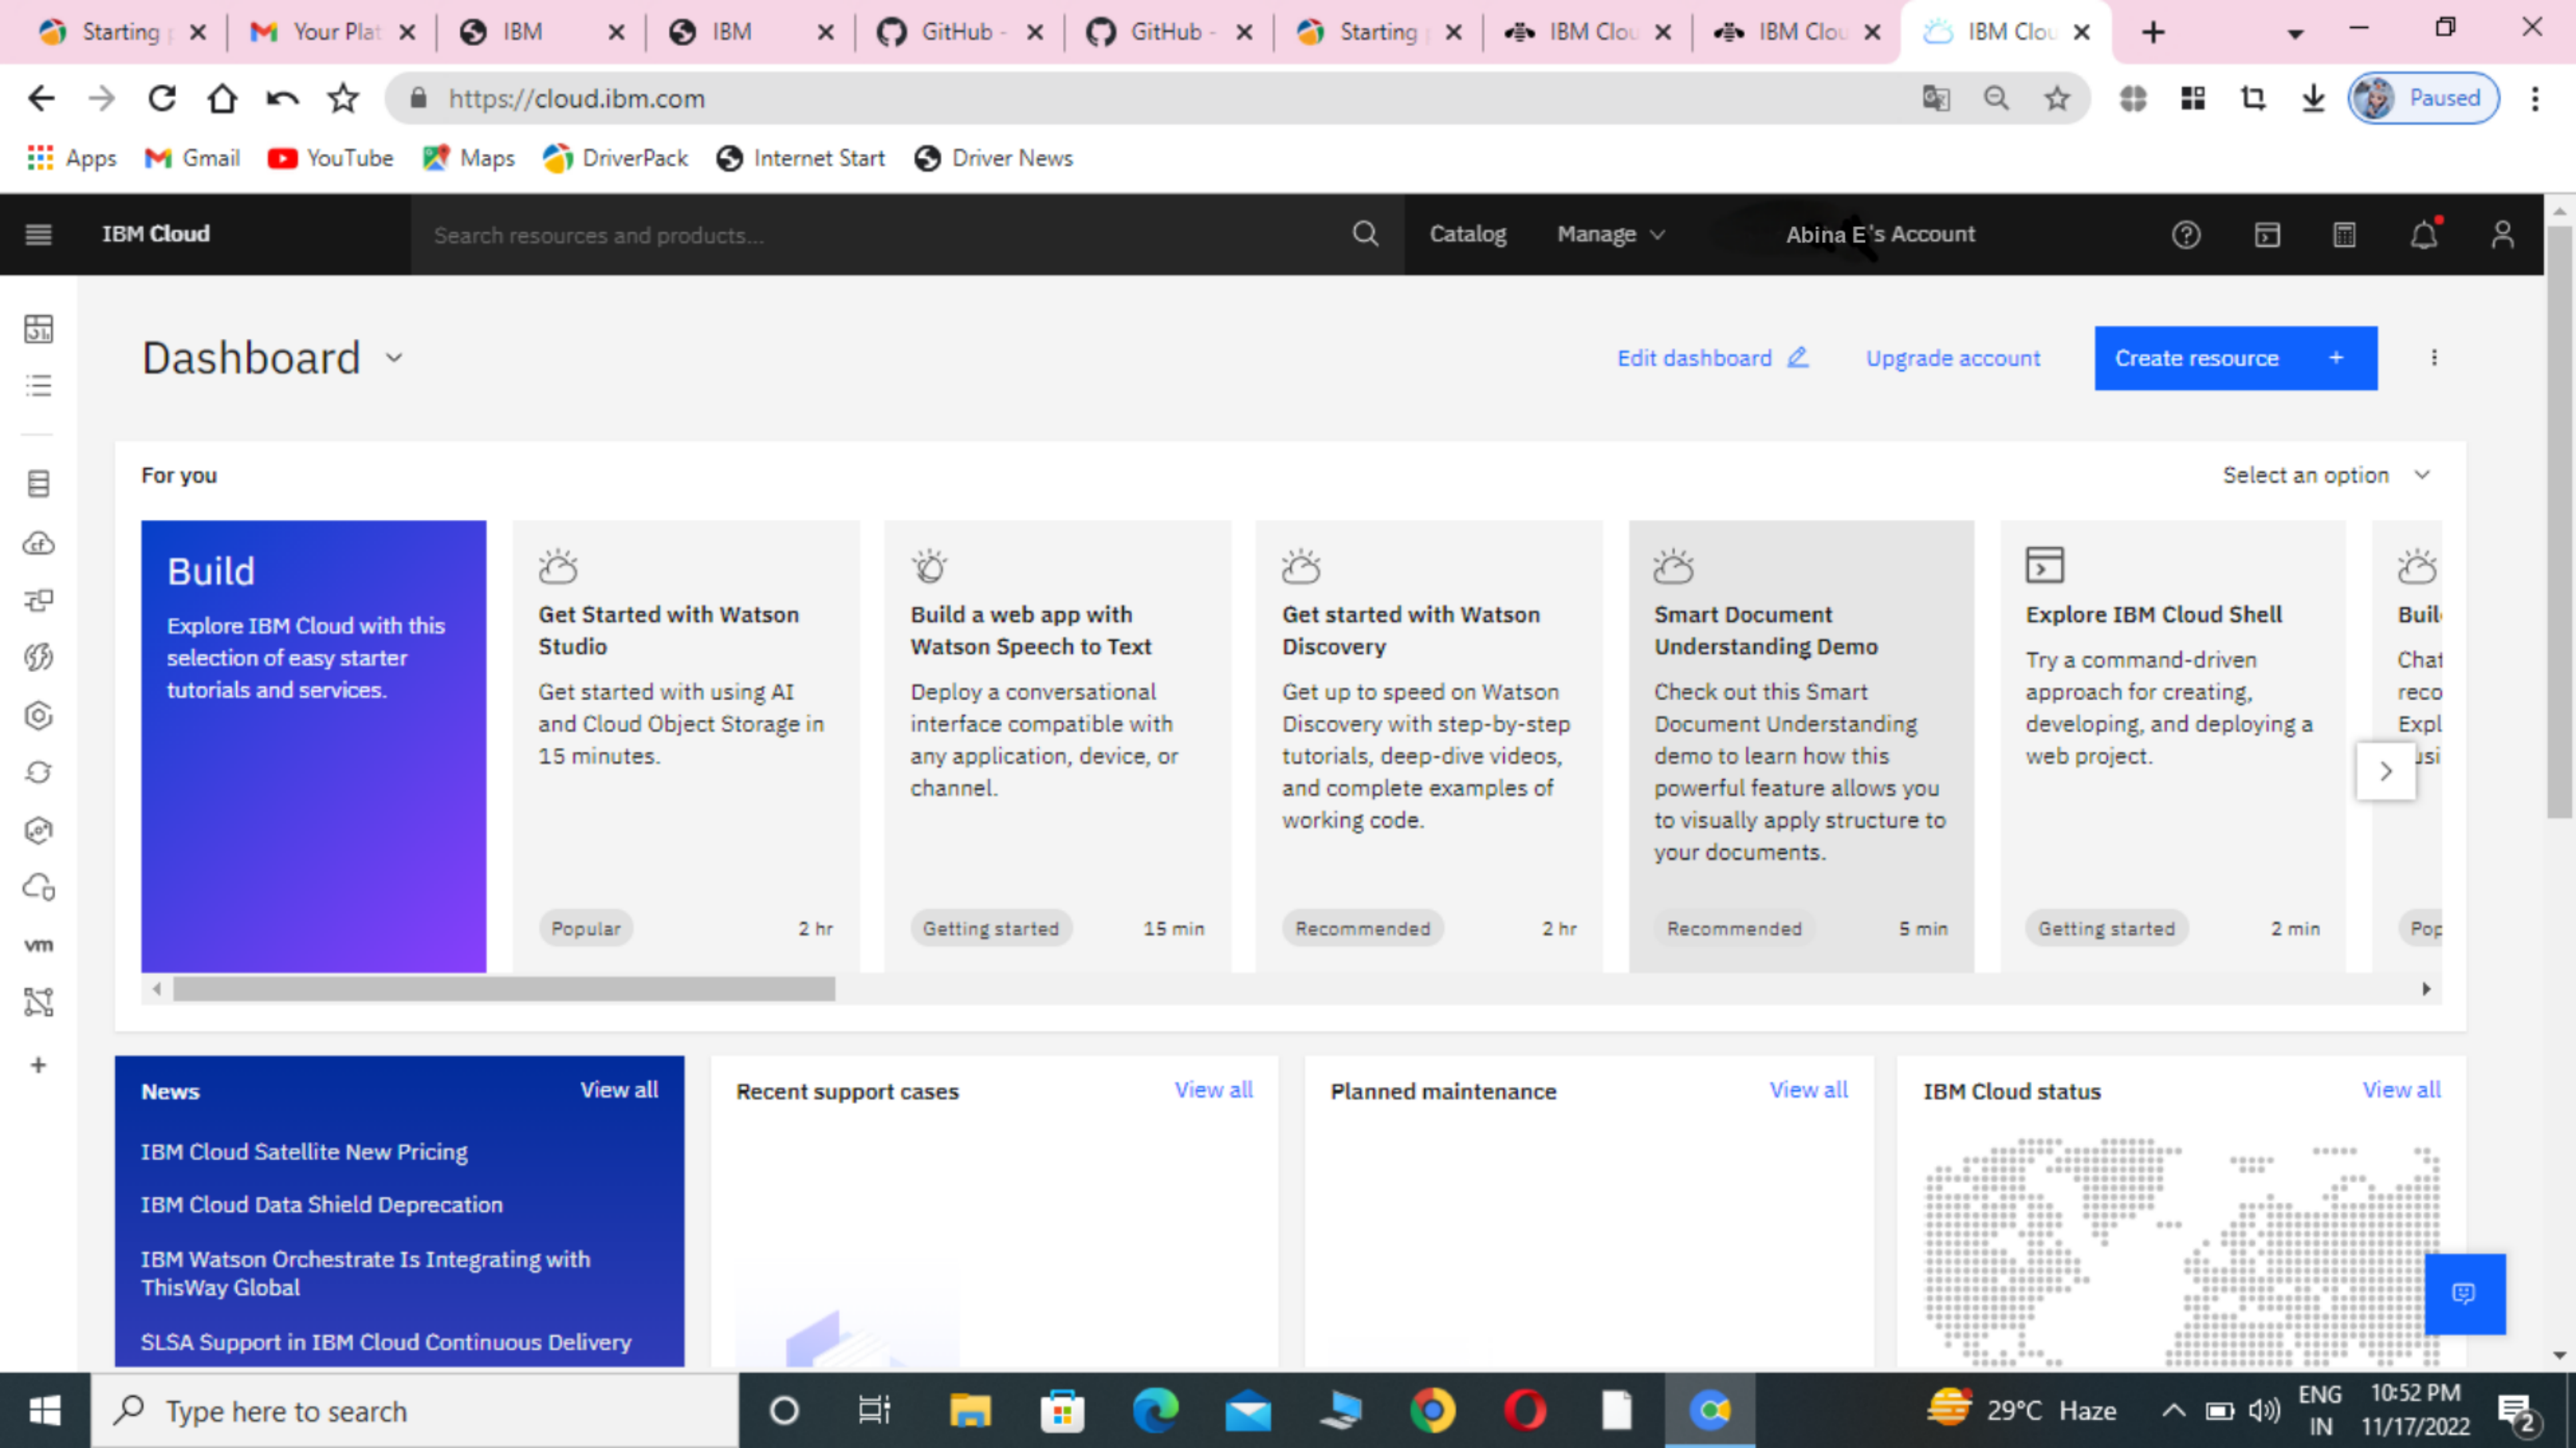 Starting
Your Plat
IBM
IBM
GitHub -
GitHub -
Starting
IBM Clou
IBM Clou
IBM Clou
https://cloud.ibm.com
Paused
Apps
Gmail
YouTube
Maps
DriverPack
Internet Start
Driver News
IBM Cloud
Search resources and products...
Catalog
Manage
Abina E's Account
Dashboard
Edit dashboard
Upgrade account
Create resource +
For you
Select an option
Build
Explore IBM Cloud with this
selection of easy starter
tutorials and services.
Get Started with Watson
Studio
Get started with using AI
and Cloud Object Storage in
15 minutes.
Popular
2 hr
Build a web app with
Watson Speech to Text
Deploy a conversational
interface compatible with
any application, device, or
channel.
Getting started
15 min
Get started with Watson
Discovery
Get up to speed on Watson
Discovery with step-by-step
tutorials, deep-dive videos,
and complete examples of
working code.
Recommended
2 hr
Smart Document
Understanding Demo
Check out this Smart
Document Understanding
demo to learn how this
powerful feature allows you
to visually apply structure to
your documents.
Recommended
5 min
Explore IBM Cloud Shell
Try a command-driven
approach for creating,
developing, and deploying a
web project.
Getting started
2 min
Buil
Chat
reco
Expl
usi
Pop
cf
vm
News
View all
IBM Cloud Satellite New Pricing
IBM Cloud Data Shield Deprecation
IBM Watson Orchestrate Is Integrating with
ThisWay Global
SLSA Support in IBM Cloud Continuous Delivery
Recent support cases
View all
Planned maintenance
View all
IBM Cloud status
View all
Type here to search
29°C Haze
ENG
IN
10:52 PM
11/17/2022
2